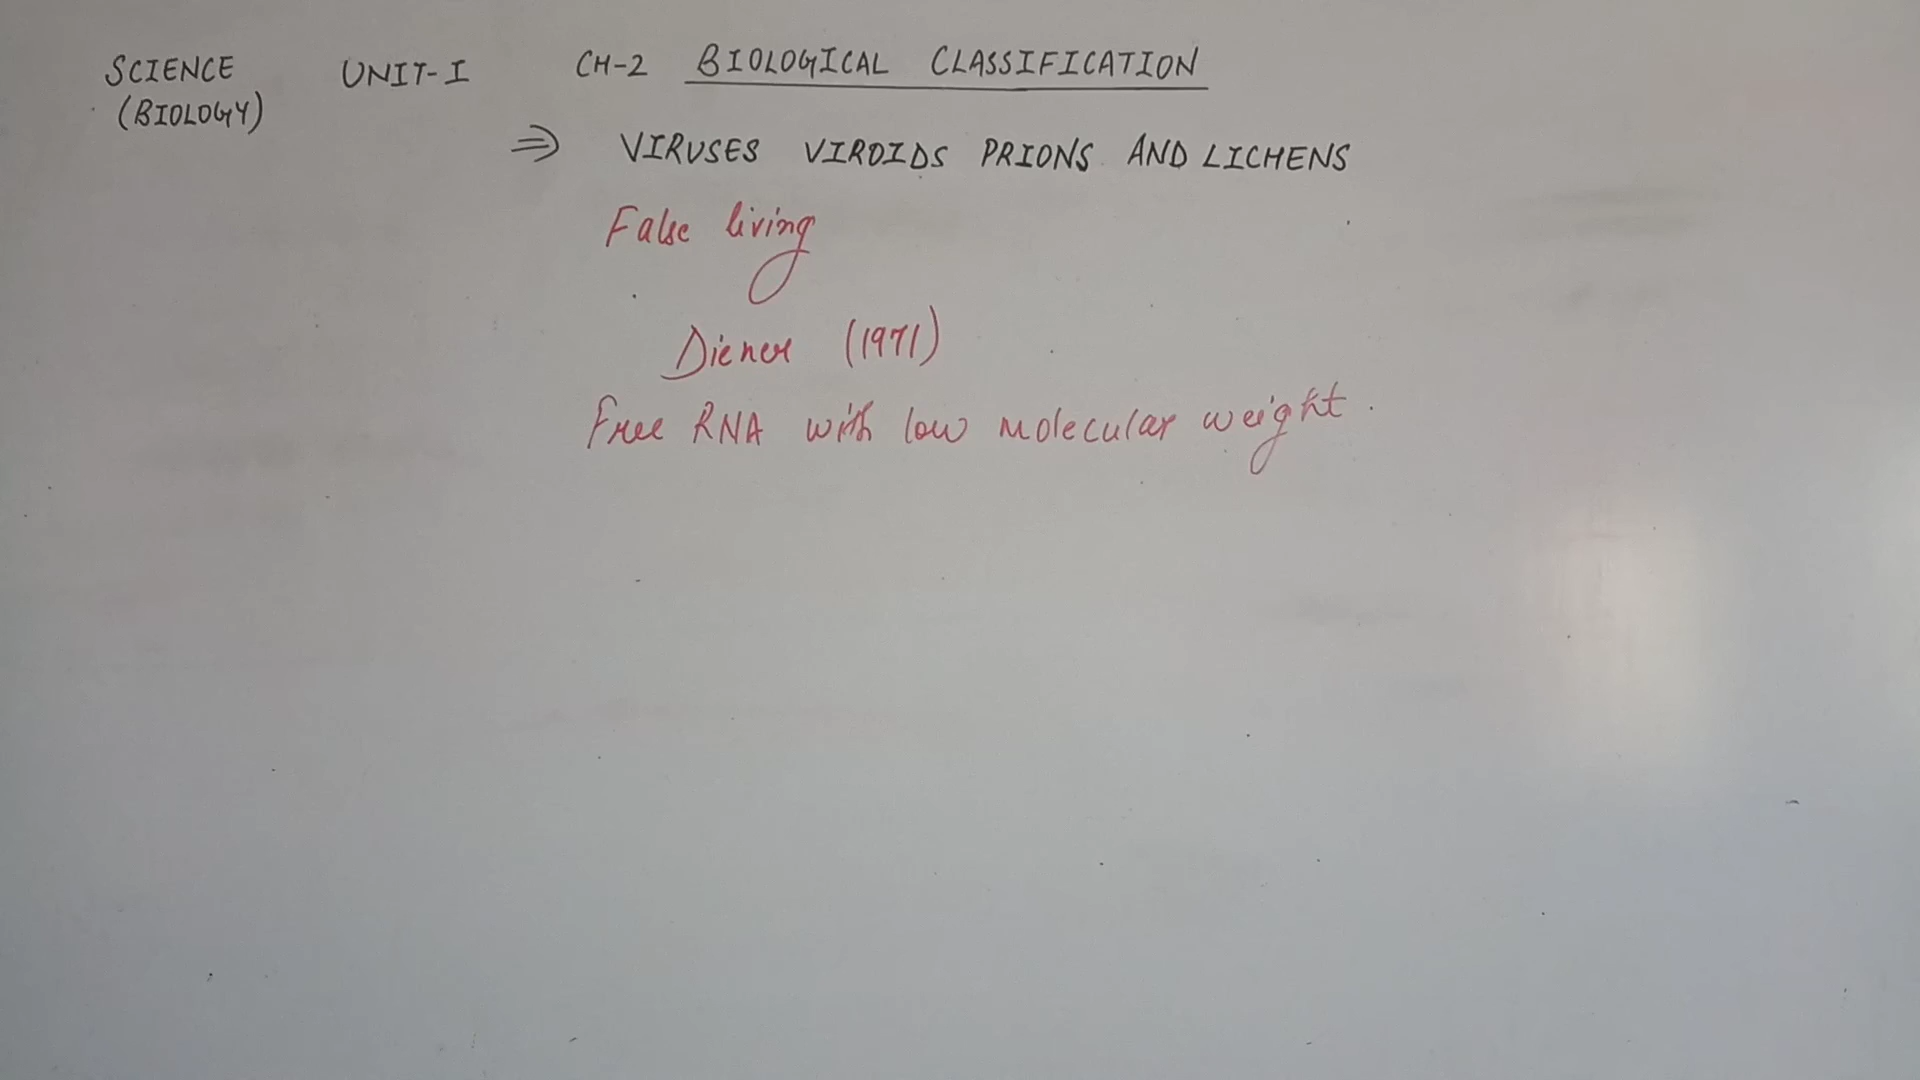 SCIENCE UNIT-I CH-2 BIOLOGICAL CLASSIFICATION
(BIOLOGY)
⇒ VIRUSES VIROIDS PRIONS AND LICHENS
False living
Diener (1971)
Free RNA with low molecular weight.